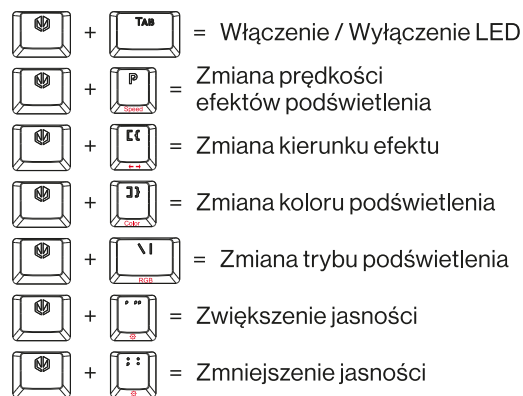 + TAB = Włączenie / Wyłączenie LED
+ P Speed = Zmiana prędkości
efektów podświetlenia
+ [ { ←→ = Zmiana kierunku efektu
+ ] } Color = Zmiana koloru podświetlenia
+ \ | RGB = Zmiana trybu podświetlenia
+ ' " = Zwiększenie jasności
+ ; : = Zmniejszenie jasności